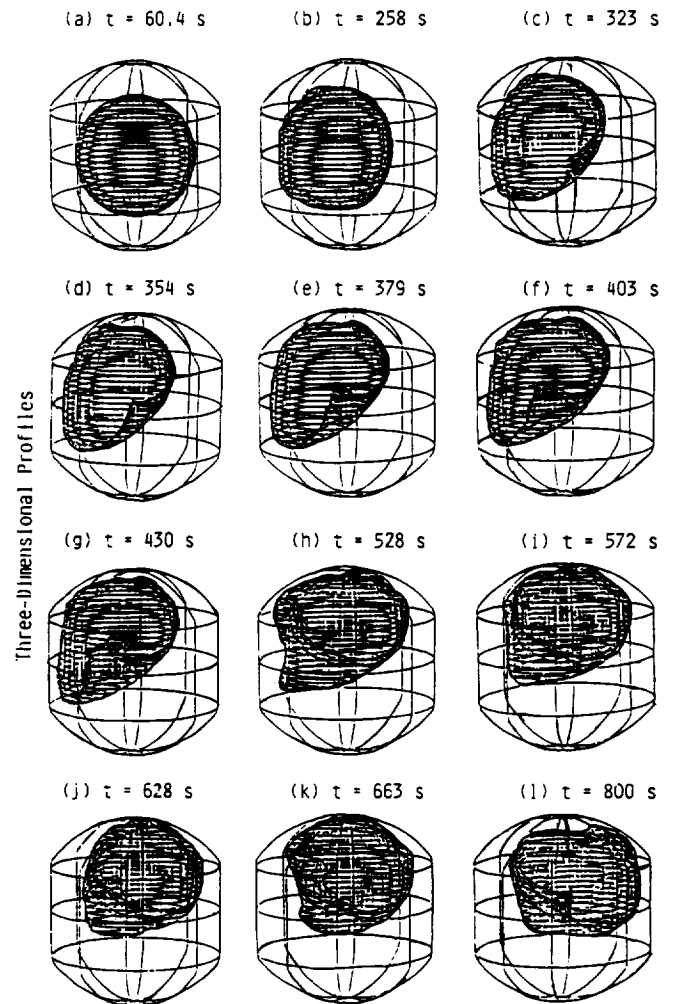 (a) t = 60.4 s
(b) t = 258 s
(c) t = 323 s
(d) t = 354 s
(e) t = 379 s
(f) t = 403 s
Three-Dimensional Profiles
(g) t = 430 s
(h) t = 528 s
(i) t = 572 s
(j) t = 628 s
(k) t = 663 s
(l) t = 800 s